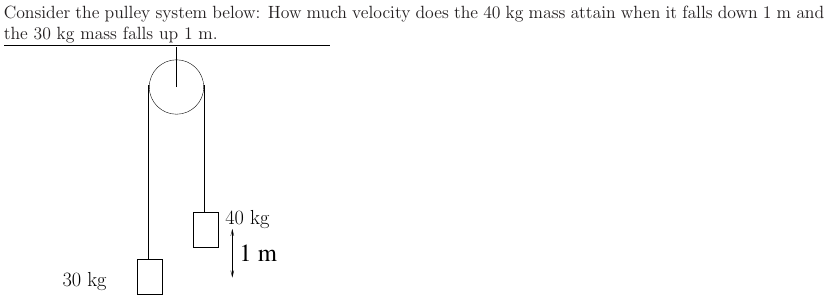 Consider the pulley system below: How much velocity does the 40 kg mass attain when it falls down 1 m and
the 30 kg mass falls up 1 m.
40 kg
1 m
30 kg